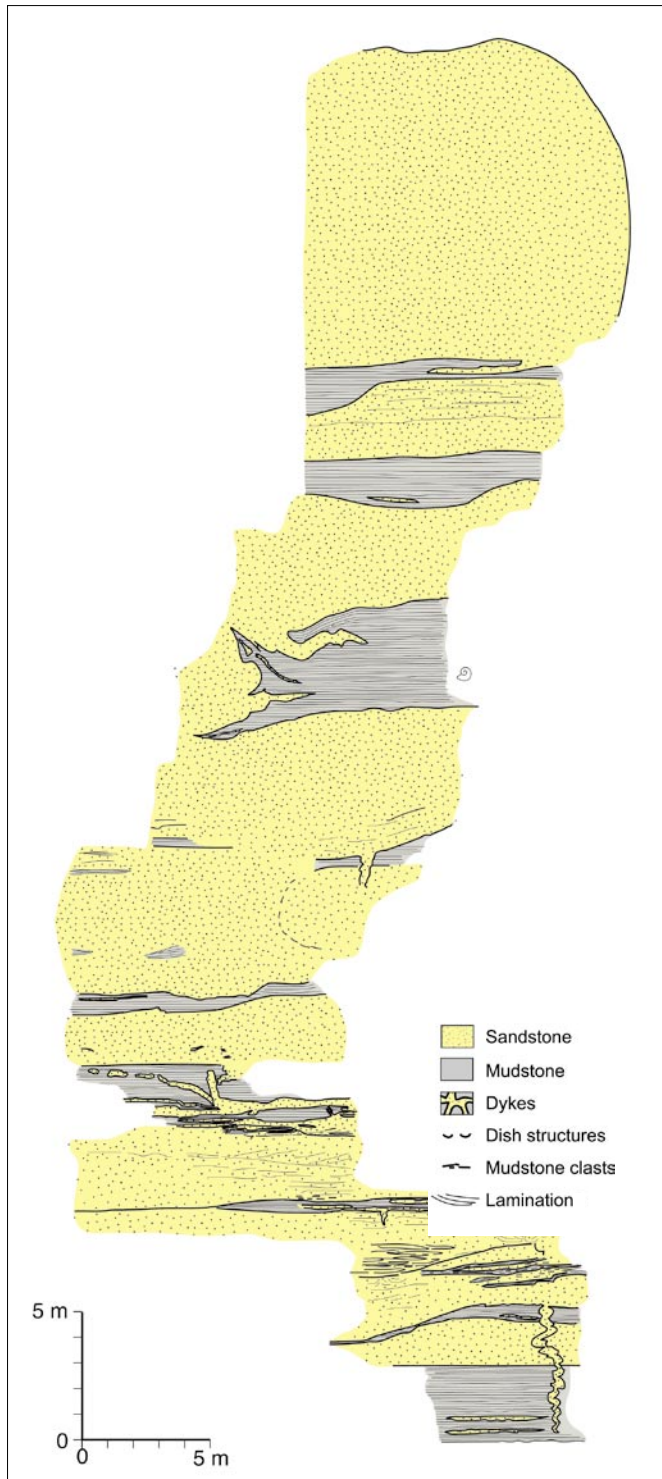 Sandstone
Mudstone
Dykes
Dish structures
Mudstone clasts
Lamination
5 m
0
0 5 m